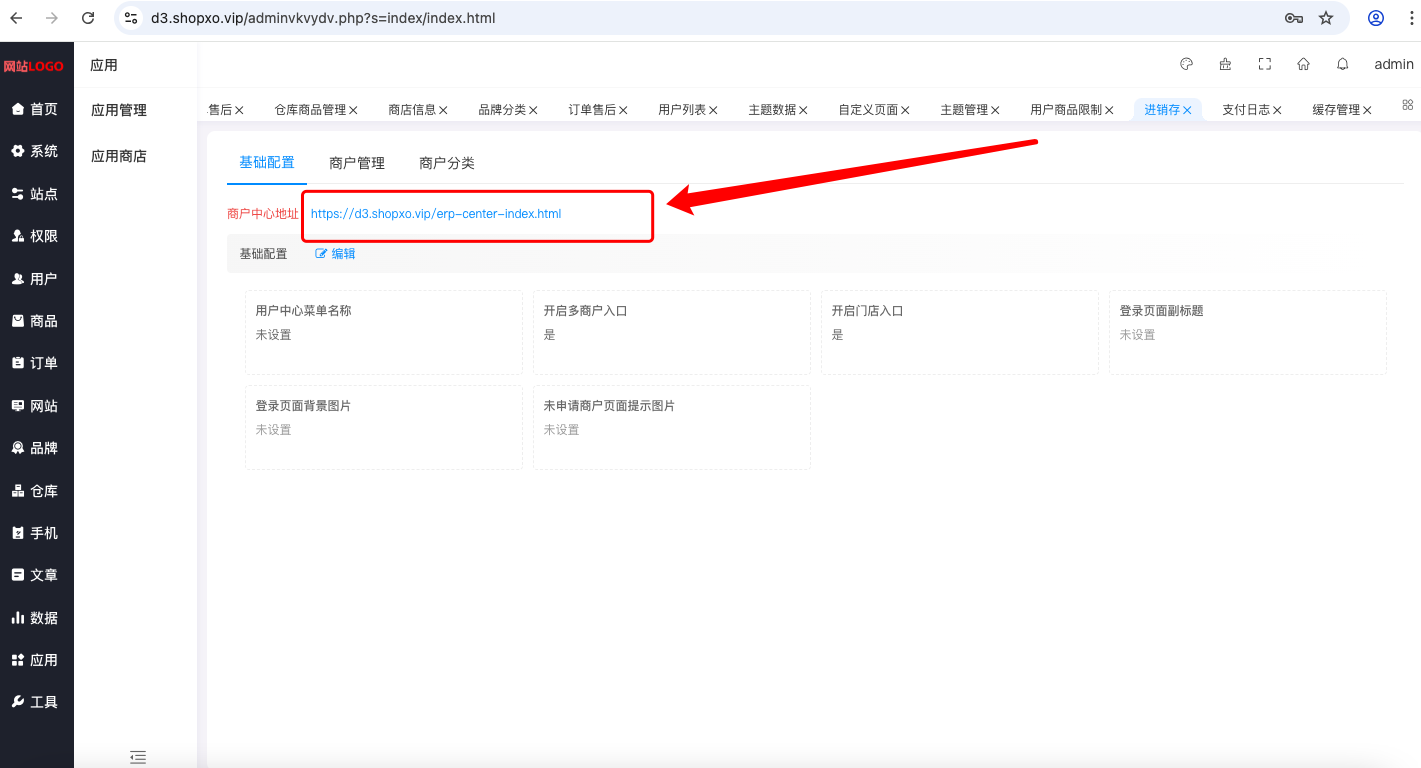 d3.shopxo.vip/adminvkvydv.php?s=index/index.html
网站LOGO
应用
admin
首页
系统
站点
权限
用户
商品
订单
网站
品牌
仓库
手机
文章
数据
应用
工具
应用管理
应用商店
售后 仓库商品管理 商店信息 品牌分类 订单售后 用户列表 主题数据 自定义页面 主题管理 用户商品限制 进销存 支付日志 缓存管理
基础配置 商户管理 商户分类
商户中心地址 https://d3.shopxo.vip/erp-center-index.html
基础配置 编辑
用户中心菜单名称
未设置
开启多商户入口
是
开启门店入口
是
登录页面副标题
未设置
登录页面背景图片
未设置
未申请商户页面提示图片
未设置